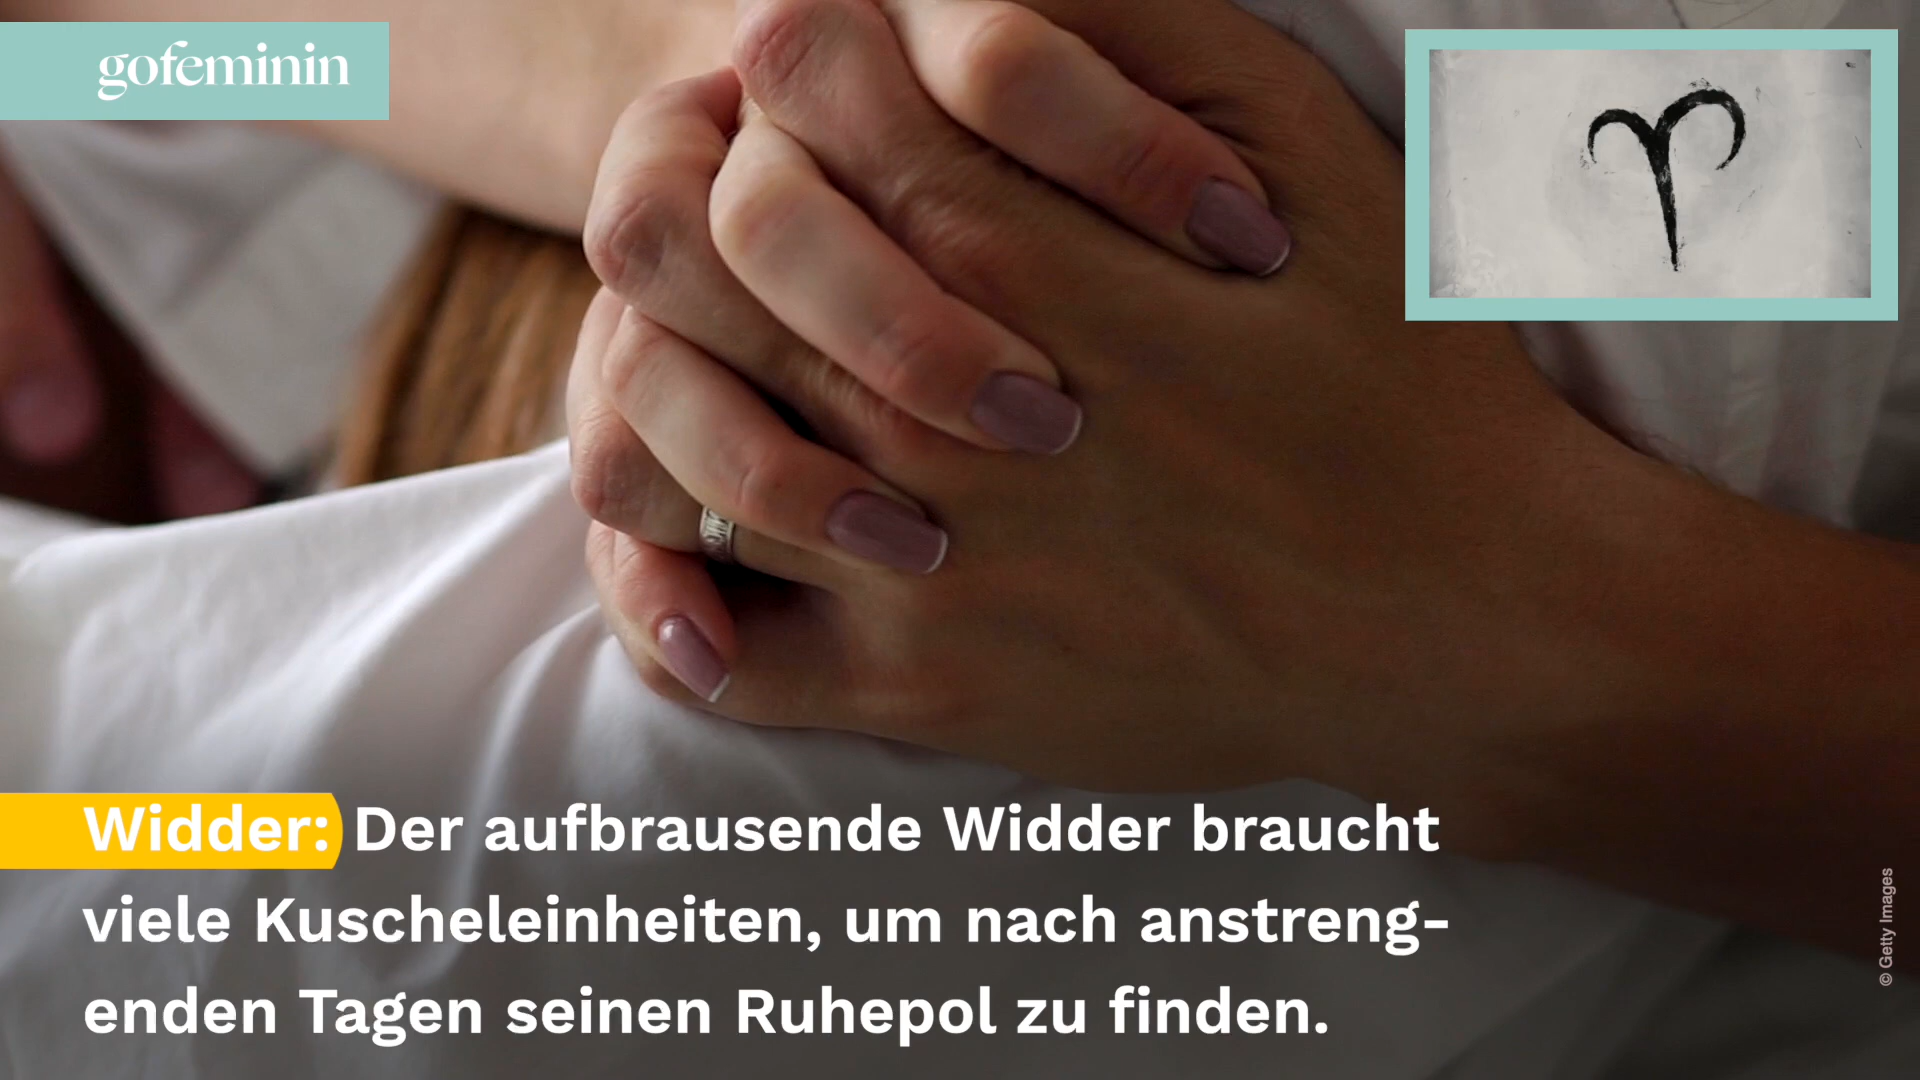 gofeminin
Widder: Der aufbrausende Widder braucht
viele Kuscheleinheiten, um nach anstreng-
enden Tagen seinen Ruhepol zu finden.
© Getty Images